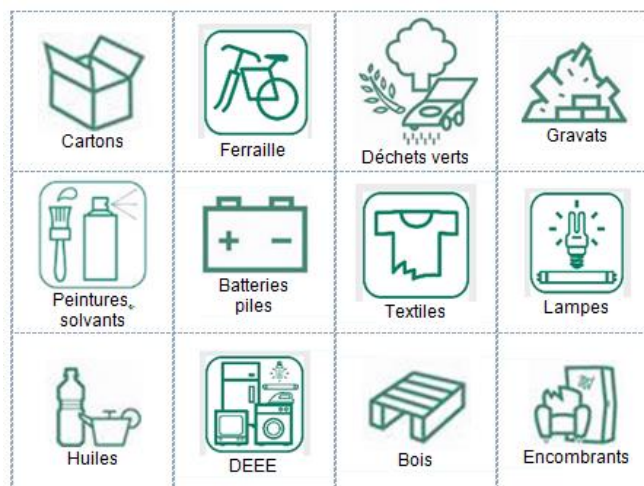 Cartons
Ferraille
Déchets verts
Gravats
Peintures,
solvants
Batteries
piles
Textiles
Lampes
Huiles
DEEE
Bois
Encombrants